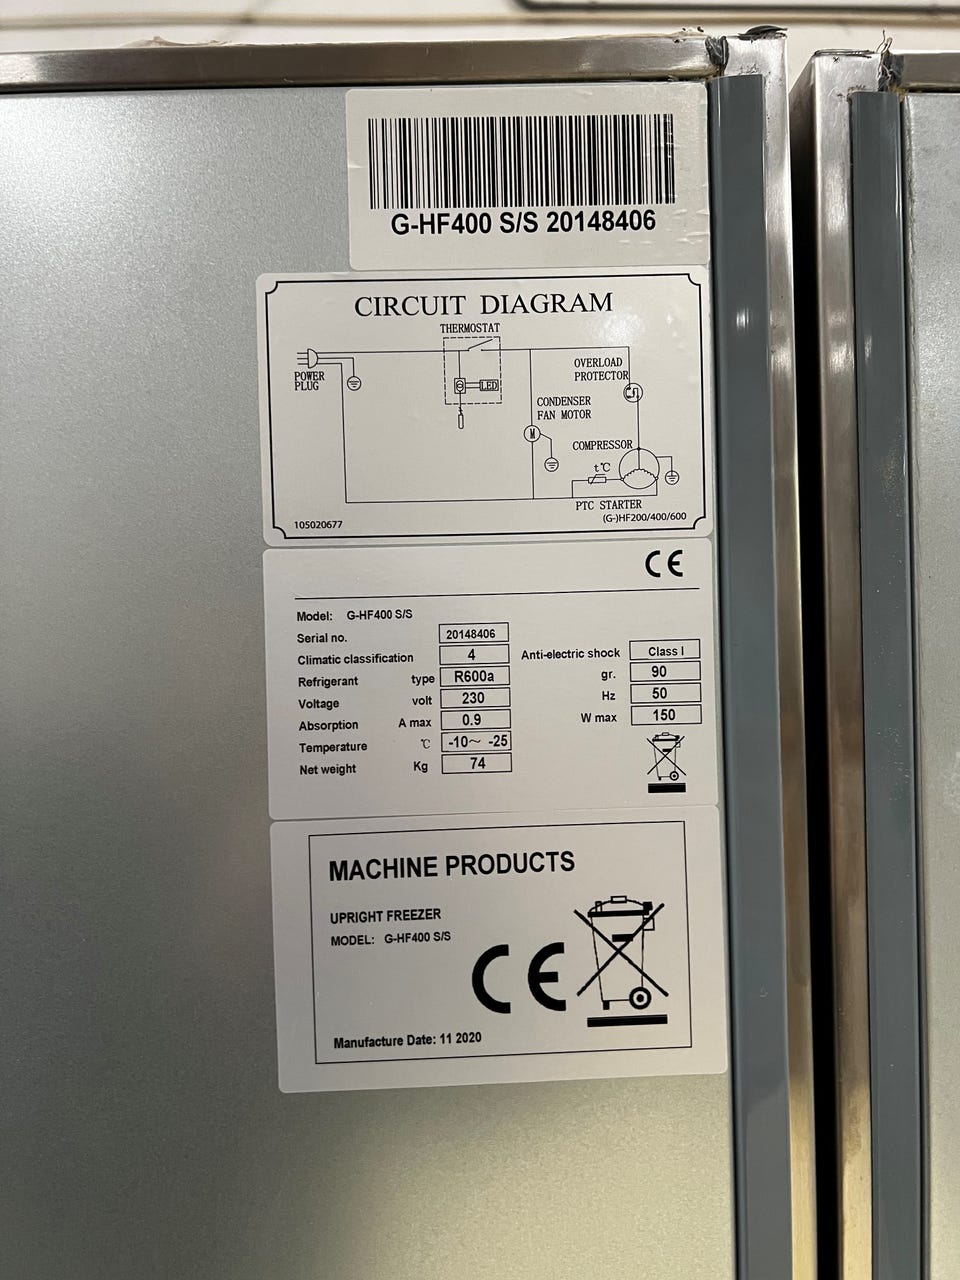 G-HF400 S/S 20148406
CIRCUIT DIAGRAM
THERMOSTAT
POWER
PLUG
LED
OVERLOAD
PROTECTOR
CONDENSER
FAN MOTOR
M
COMPRESSOR
t℃
PTC STARTER
105020677
(G-)HF200/400/600
CE
Model: G-HF400 S/S
Serial no. 20148406
Climatic classification 4 Anti-electric shock Class I
Refrigerant type R600a gr. 90
Voltage volt 230 Hz 50
Absorption A max 0.9 W max 150
Temperature ℃ -10～ -25
Net weight Kg 74
MACHINE PRODUCTS
UPRIGHT FREEZER
MODEL: G-HF400 S/S
CE
Manufacture Date: 11 2020